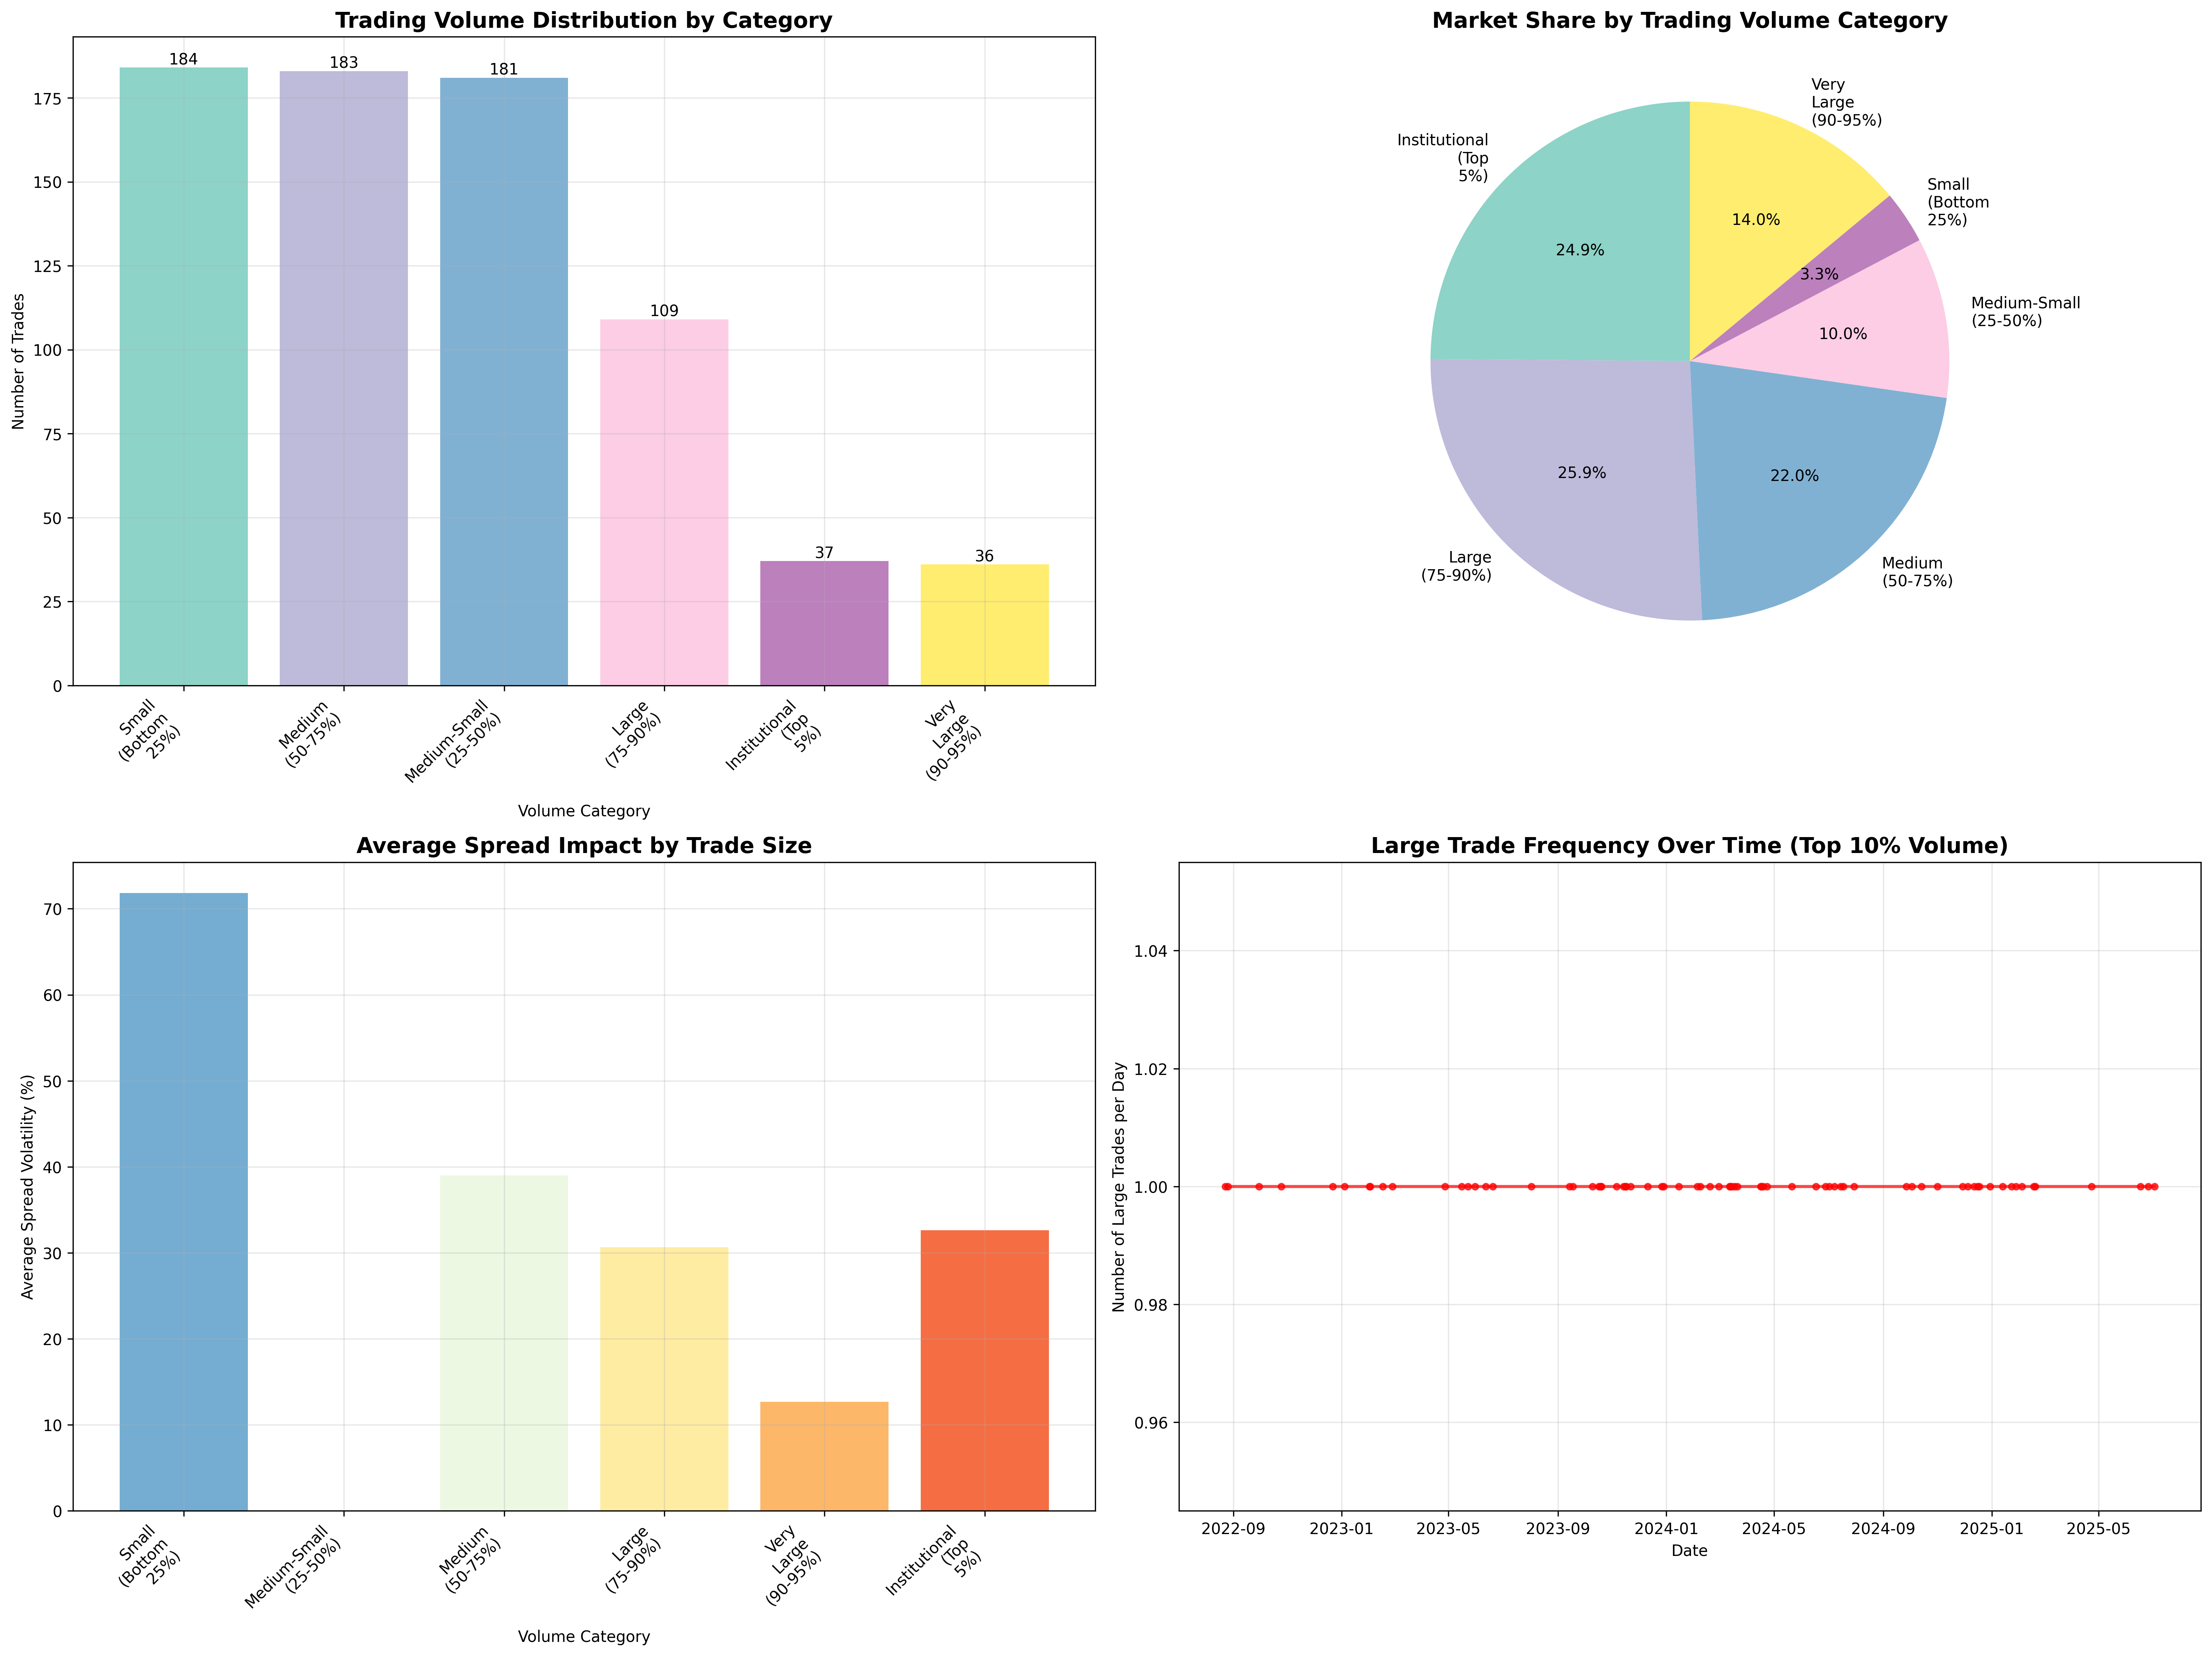 Trading Volume Distribution by Category
184
183
181
109
37
36
175
150
125
100
75
50
25
0
Number of Trades
Small
(Bottom
25%)
Medium
(50-75%)
Medium-Small
(25-50%)
Large
(75-90%)
Institutional
(Top
5%)
Very
Large
(90-95%)
Volume Category
Market Share by Trading Volume Category
Very
Large
(90-95%)
Institutional
(Top
5%)
Small
(Bottom
25%)
Medium-Small
(25-50%)
Large
(75-90%)
Medium
(50-75%)
14.0%
24.9%
3.3%
10.0%
25.9%
22.0%
Average Spread Impact by Trade Size
70
60
50
40
30
20
10
0
Average Spread Volatility (%)
Small
(Bottom
25%)
Medium-Small
(25-50%)
Medium
(50-75%)
Large
(75-90%)
Very
Large
(90-95%)
Institutional
(Top
5%)
Volume Category
Large Trade Frequency Over Time (Top 10% Volume)
1.04
1.02
1.00
0.98
0.96
Number of Large Trades per Day
2022-09
2023-01
2023-05
2023-09
2024-01
2024-05
2024-09
2025-01
2025-05
Date